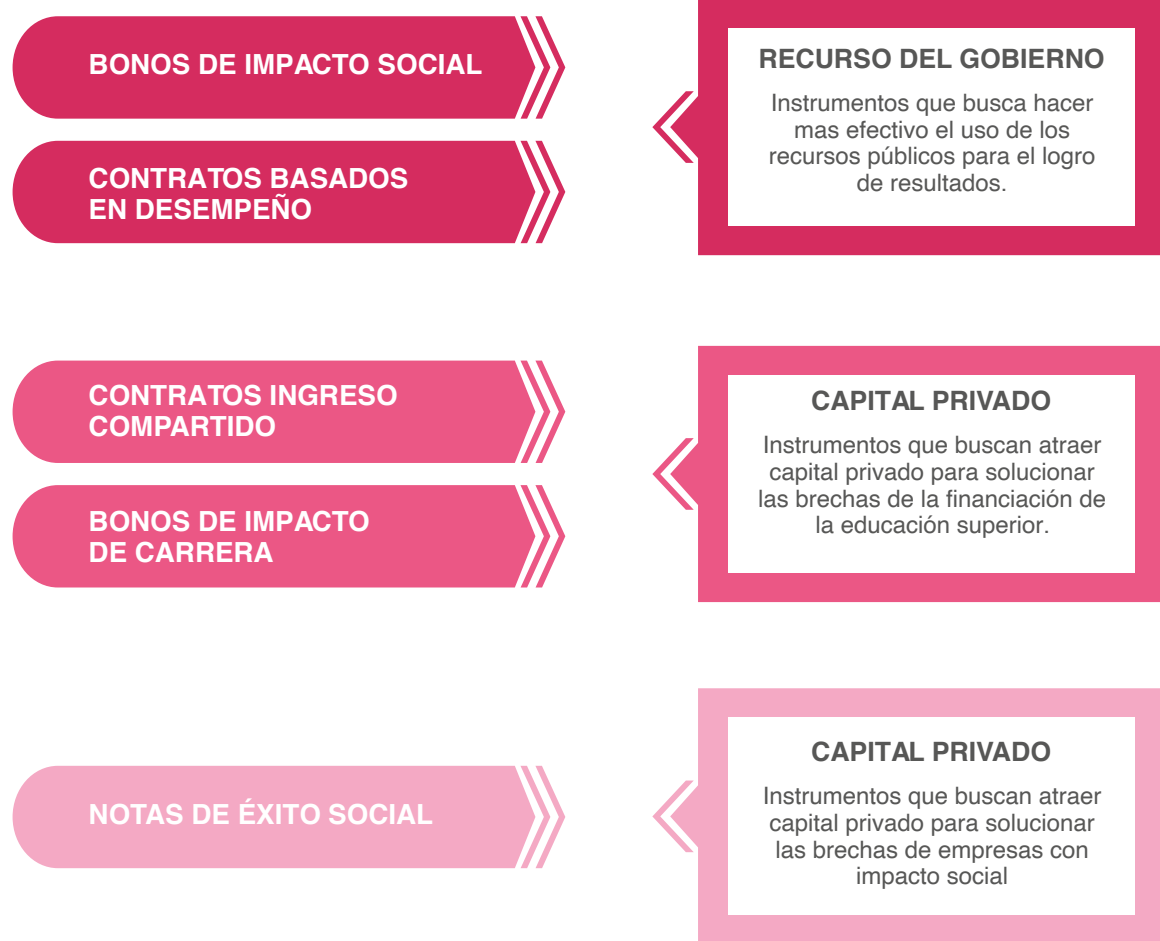 BONOS DE IMPACTO SOCIAL
CONTRATOS BASADOS
EN DESEMPEÑO
RECURSO DEL GOBIERNO
Instrumentos que busca hacer
mas efectivo el uso de los
recursos públicos para el logro
de resultados.
CONTRATOS INGRESO
COMPARTIDO
BONOS DE IMPACTO
DE CARRERA
CAPITAL PRIVADO
Instrumentos que buscan atraer
capital privado para solucionar
las brechas de la financiación de
la educación superior.
NOTAS DE ÉXITO SOCIAL
CAPITAL PRIVADO
Instrumentos que buscan atraer
capital privado para solucionar
las brechas de empresas con
impacto social